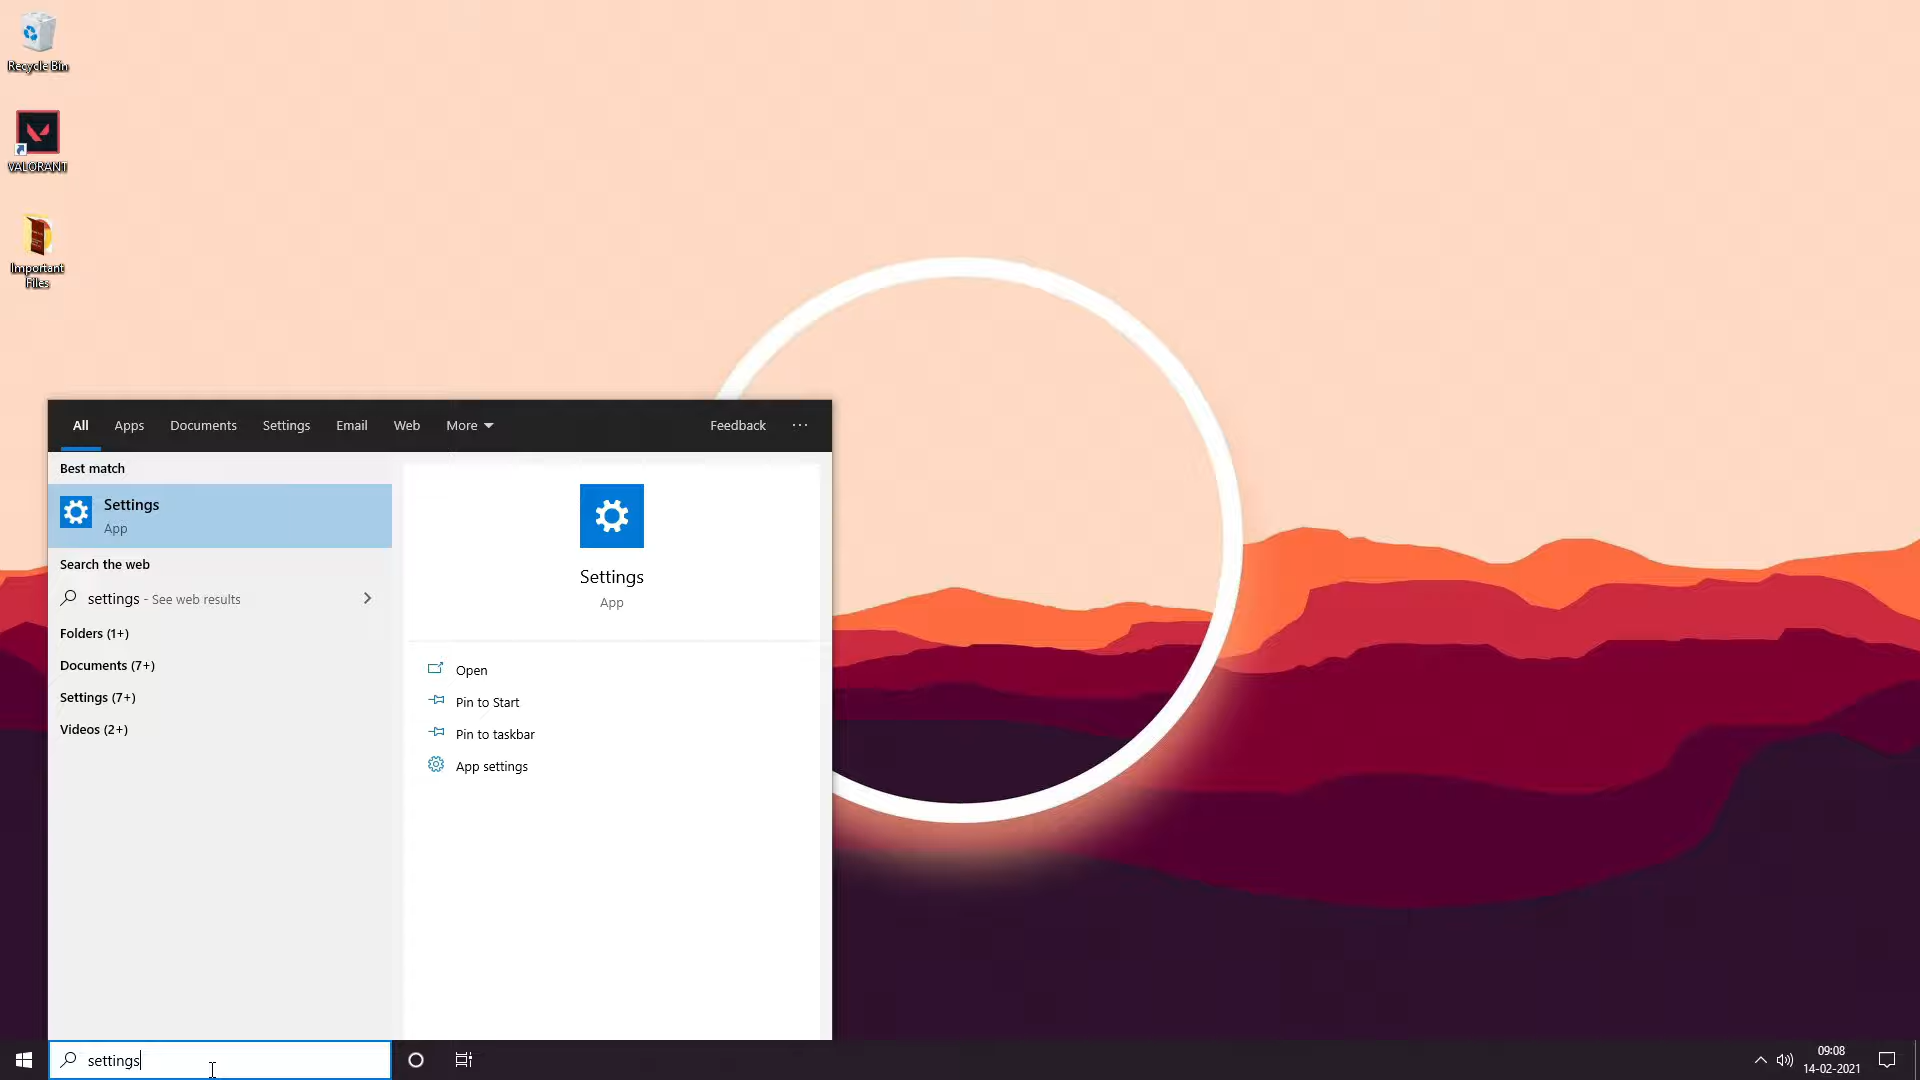 Recycle Bin
VALORANT
Important
Files
All Apps Documents Settings Email Web More Feedback ...
Best match
Settings
App
Search the web
settings - See web results
Folders (1+)
Documents (7+)
Settings (7+)
Videos (2+)
Settings
App
Open
Pin to Start
Pin to taskbar
App settings
settings
09:08
14-02-2021